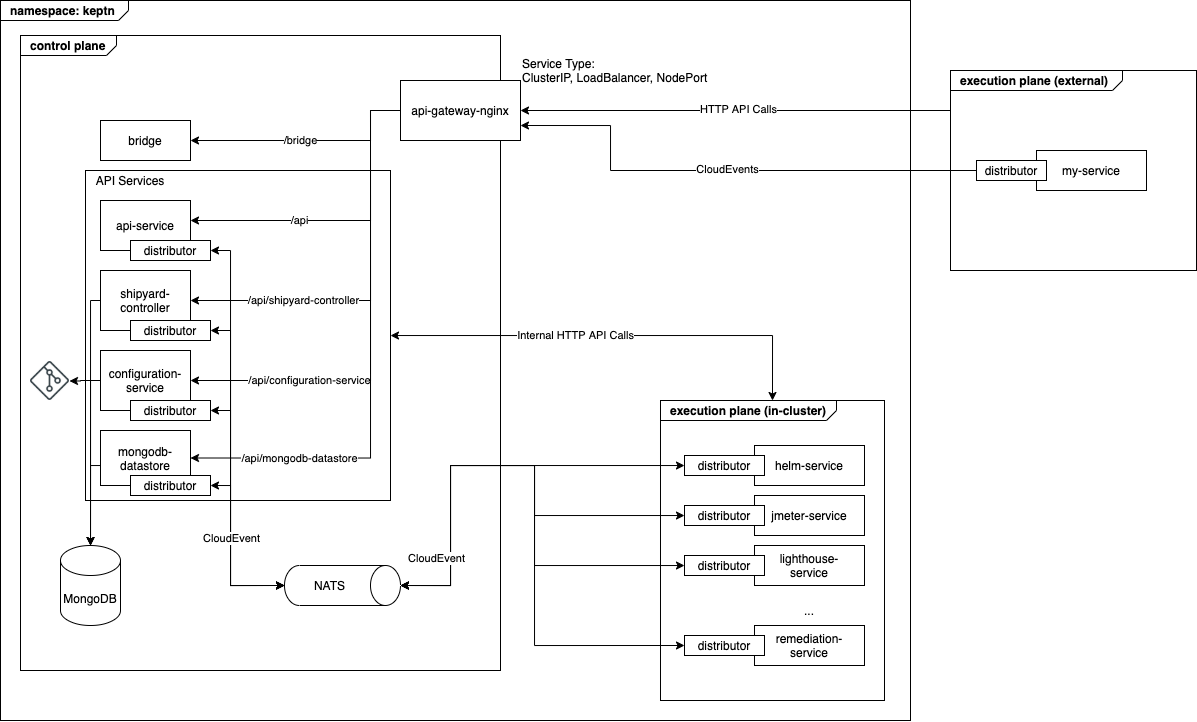 namespace: keptn
control plane
Service Type:
ClusterIP, LoadBalancer, NodePort
execution plane (external)
api-gateway-nginx
HTTP API Calls
bridge
/bridge
CloudEvents
distributor
my-service
API Services
api-service
/api
distributor
shipyard-
controller
/api/shipyard-controller
distributor
Internal HTTP API Calls
configuration-
service
/api/configuration-service
distributor
execution plane (in-cluster)
mongodb-
datastore
/api/mongodb-datastore
distributor
distributor
helm-service
distributor
jmeter-service
CloudEvent
CloudEvent
distributor
lighthouse-
service
MongoDB
NATS
...
distributor
remediation-
service